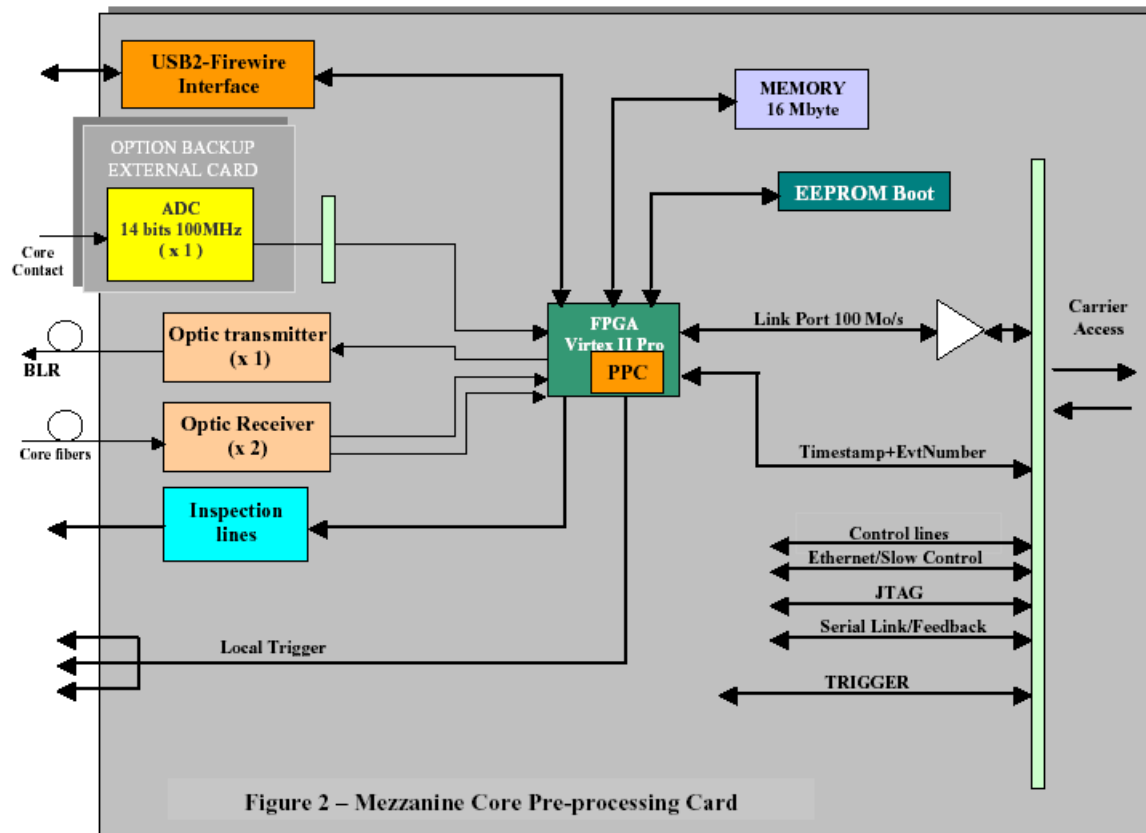 USB2-Firewire
Interface
MEMORY
16 Mbyte
OPTION BACKUP
EXTERNAL CARD
ADC
14 bits 100MHz
( x 1 )
EEPROM Boot
Core
Contact
Optic transmitter
(x 1)
BLR
FPGA
Virtex II Pro
PPC
Link Port 100 Mo/s
Carrier
Access
Optic Receiver
(x 2)
Core fibers
Timestamp+EvtNumber
Inspection
lines
Control lines
Ethernet/Slow Control
JTAG
Serial Link/Feedback
Local Trigger
TRIGGER
Figure 2 – Mezzanine Core Pre-processing Card